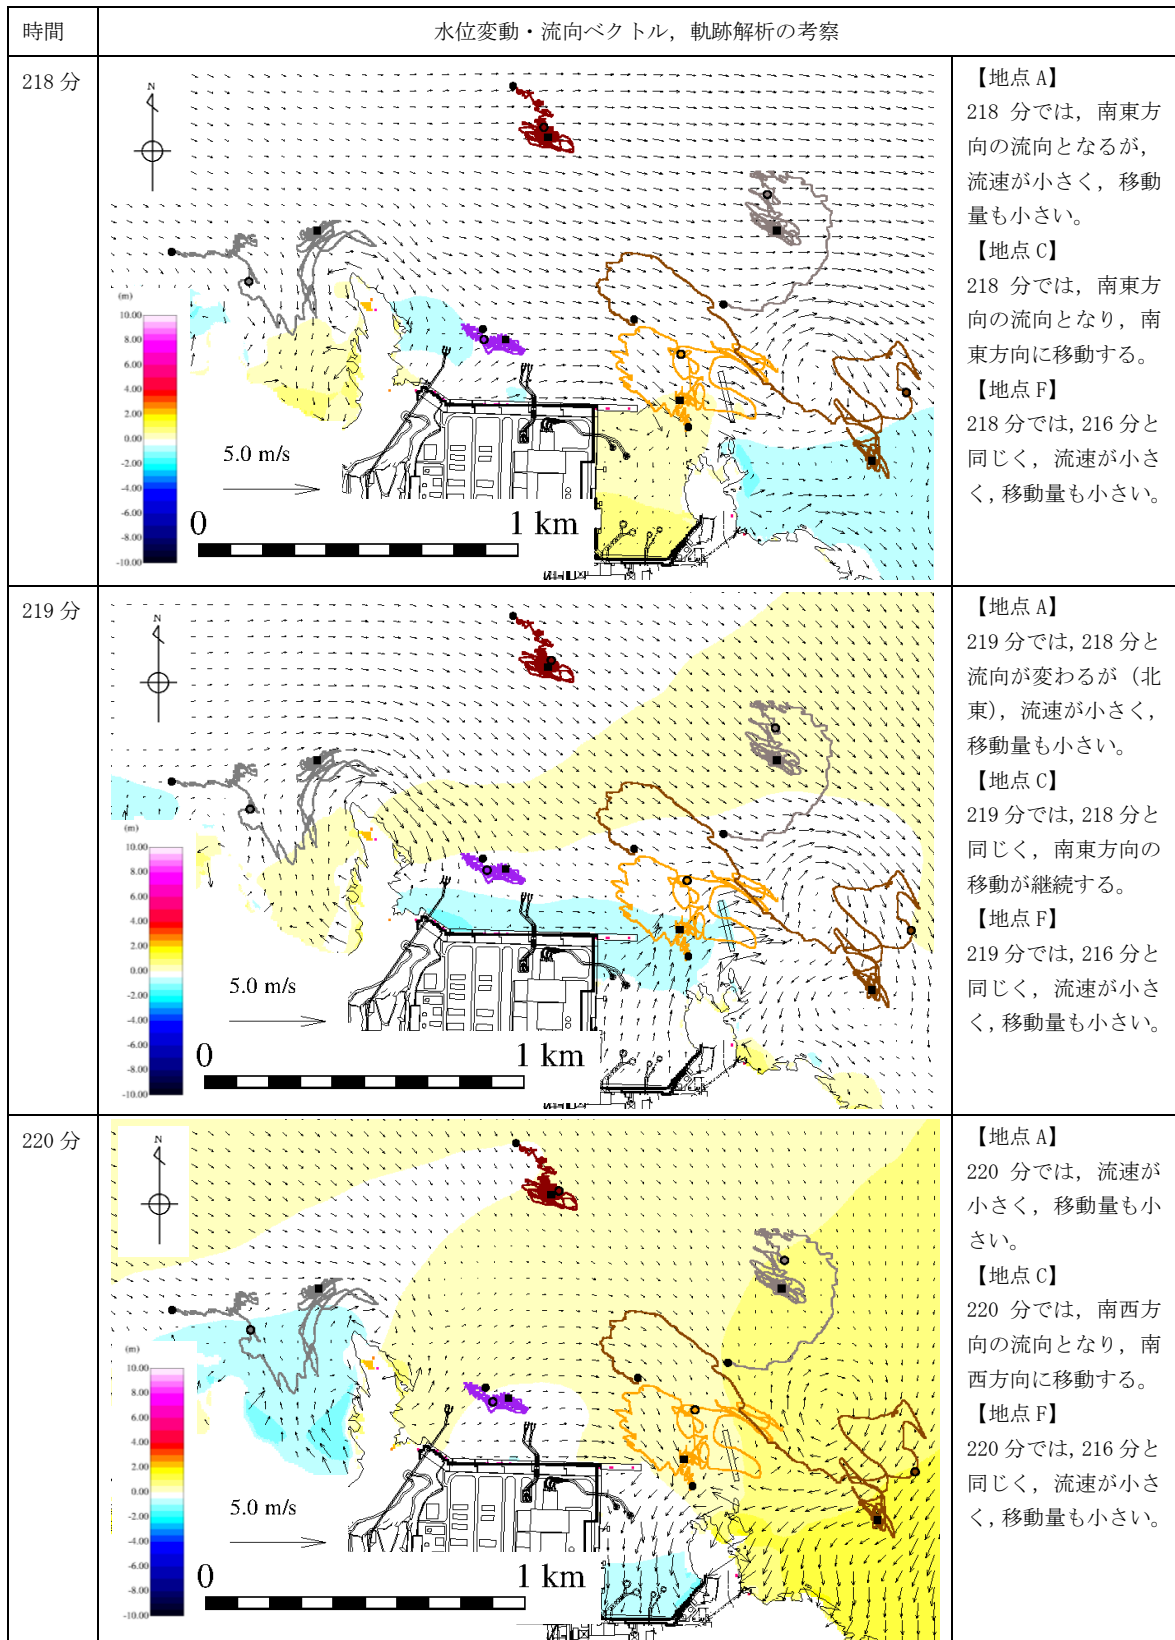 時間
水位変動・流向ベクトル，軌跡解析の考察
218 分
N
(m)
10.00
8.00
6.00
4.00
2.00
0.00
-2.00
-4.00
-6.00
-8.00
-10.00
5.0 m/s
0
1 km
【地点 A】
218 分では，南東方
向の流向となるが，
流速が小さく，移動
量も小さい。
【地点 C】
218 分では，南東方
向の流向となり，南
東方向に移動する。
【地点 F】
218 分では，216 分と
同じく，流速が小さ
く，移動量も小さい。
219 分
N
(m)
10.00
8.00
6.00
4.00
2.00
0.00
-2.00
-4.00
-6.00
-8.00
-10.00
5.0 m/s
0
1 km
【地点 A】
219 分では，218 分と
流向が変わるが（北
東），流速が小さく，
移動量も小さい。
【地点 C】
219 分では，218 分と
同じく，南東方向の
移動が継続する。
【地点 F】
219 分では，216 分と
同じく，流速が小さ
く，移動量も小さい。
220 分
N
(m)
10.00
8.00
6.00
4.00
2.00
0.00
-2.00
-4.00
-6.00
-8.00
-10.00
5.0 m/s
0
1 km
【地点 A】
220 分では，流速が
小さく，移動量も小
さい。
【地点 C】
220 分では，南西方
向の流向となり，南
西方向に移動する。
【地点 F】
220 分では，216 分と
同じく，流速が小さ
く，移動量も小さい。